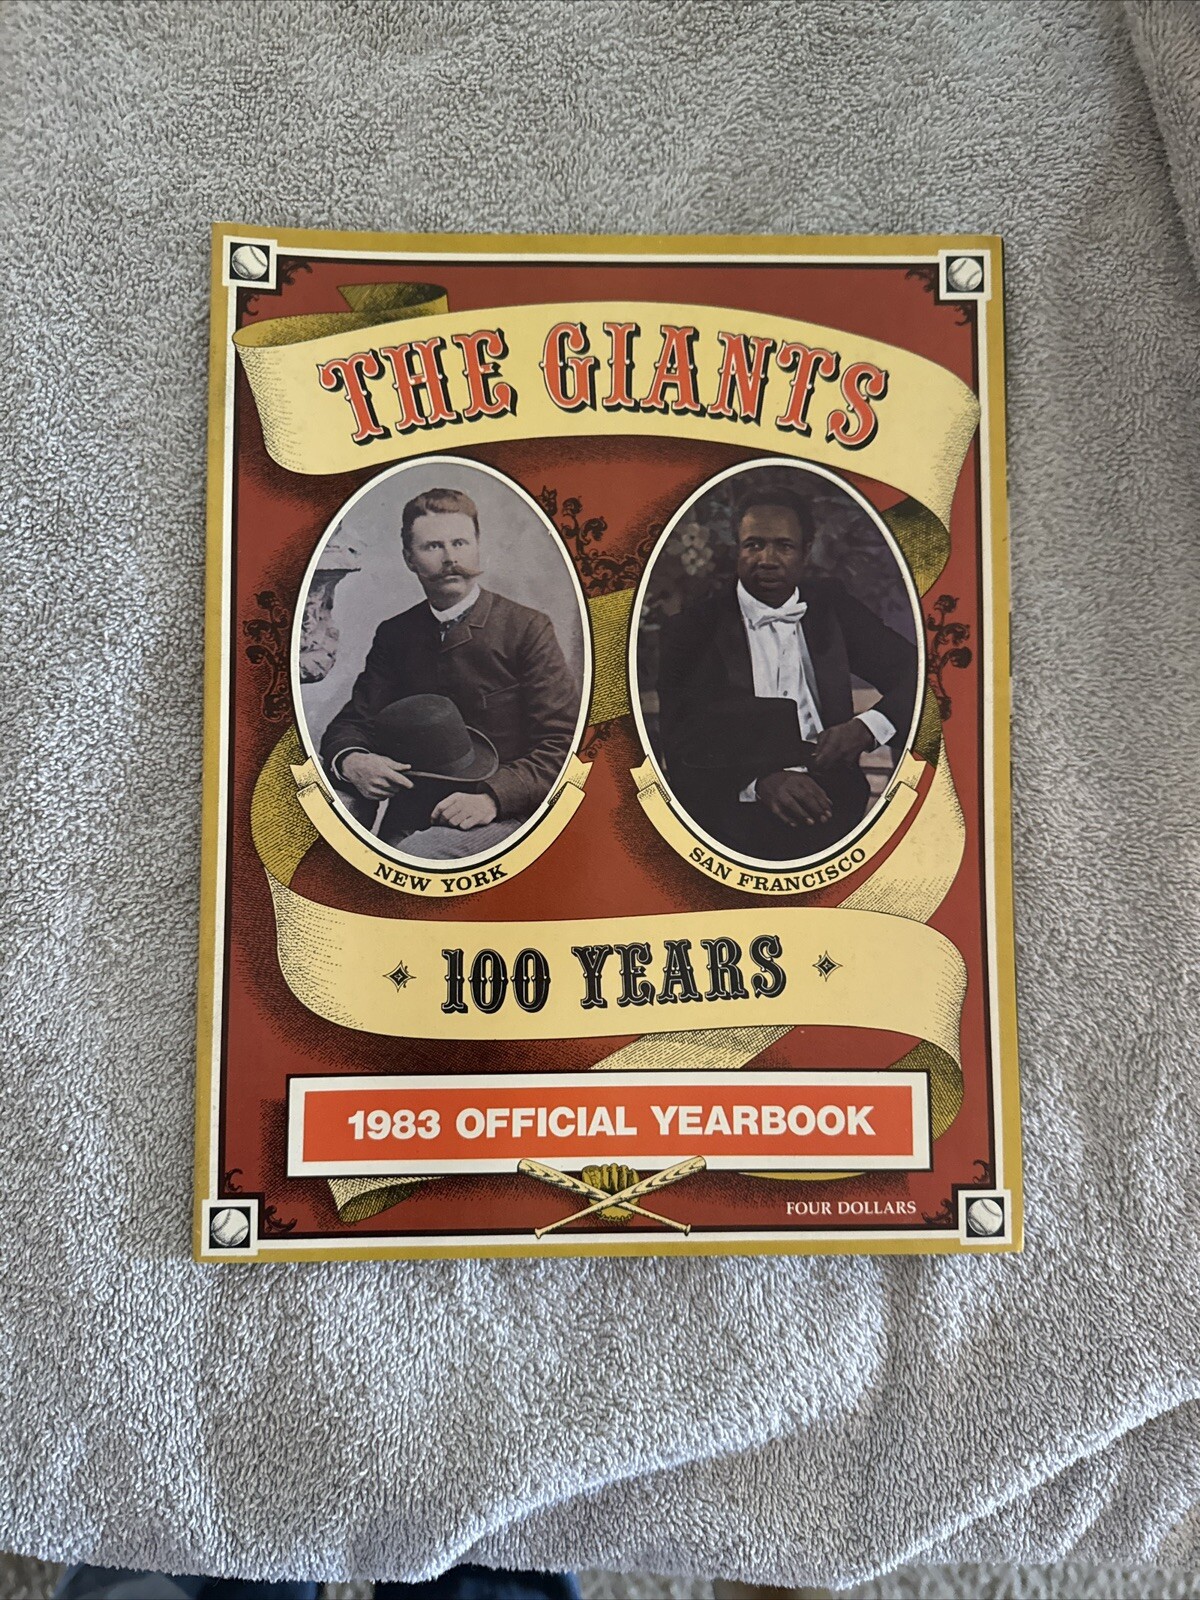 THE GIANTS
NEW YORK
SAN FRANCISCO
100 YEARS
1983 OFFICIAL YEARBOOK
FOUR DOLLARS